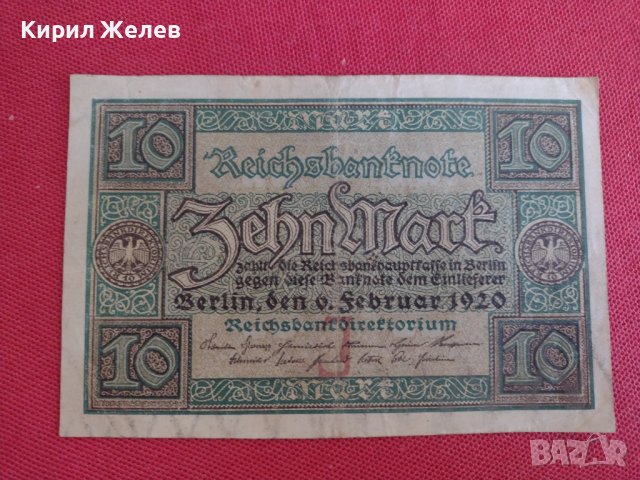 Кирил Желев
10 10
Reichsbanknote
Zehn Mark
zahlt die Reichsbankhauptkasse in Berlin
gegen diese Banknote dem Einlieferer
Berlin, den 6. Februar 1920
Reichsbankdirektorium
10 10
BAZAR